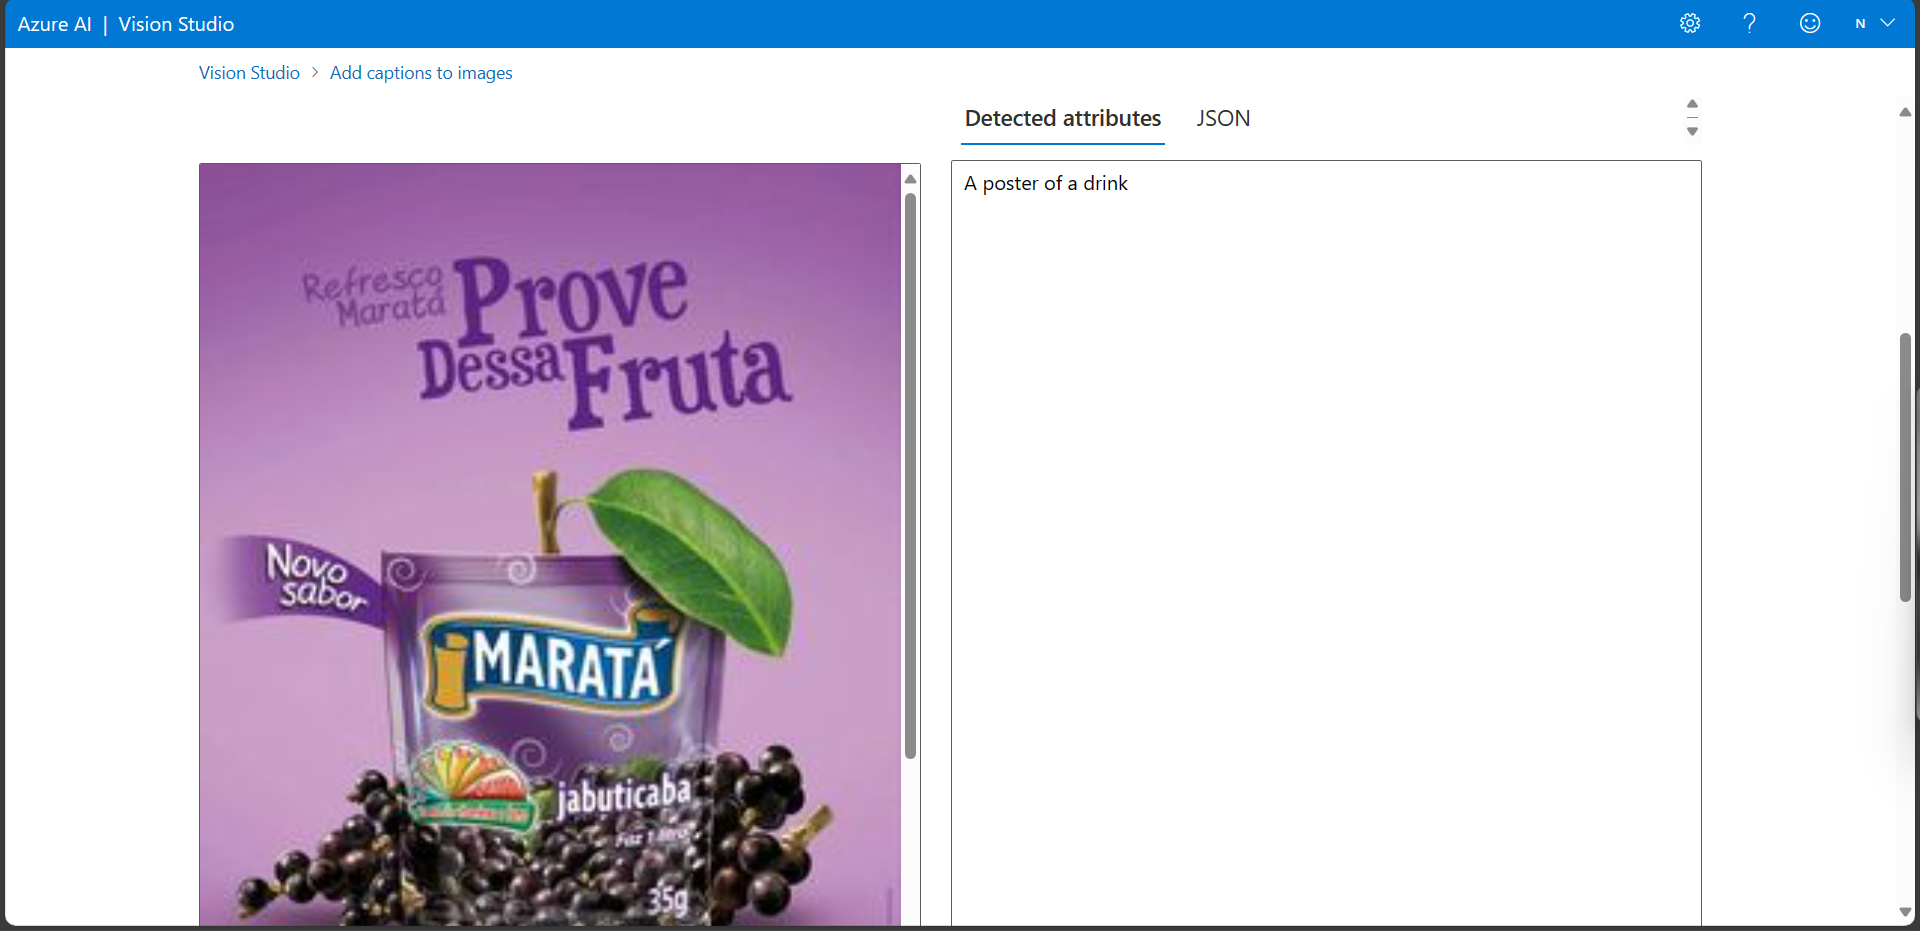 Azure AI | Vision Studio
N
Vision Studio > Add captions to images
Detected attributes JSON
A poster of a drink
Refresco
Maratá
Prove
Dessa Fruta
Novo
sabor
MARATÁ
jabuticaba
Faz 1 litro
35g